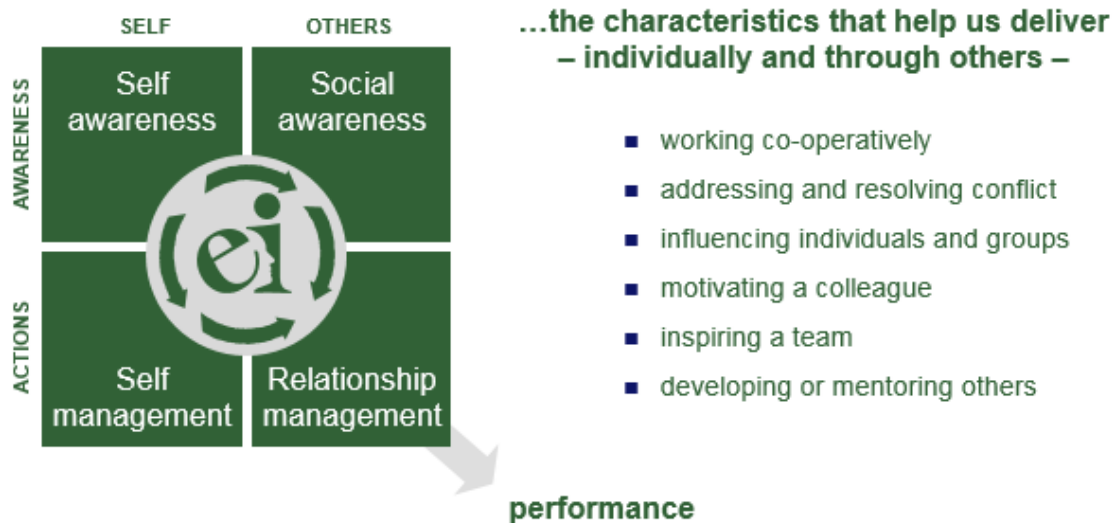 SELF
OTHERS
…the characteristics that help us deliver
– individually and through others –
AWARENESS
Self
awareness
Social
awareness
ei
ACTIONS
Self
management
Relationship
management
■ working co-operatively
■ addressing and resolving conflict
■ influencing individuals and groups
■ motivating a colleague
■ inspiring a team
■ developing or mentoring others
performance